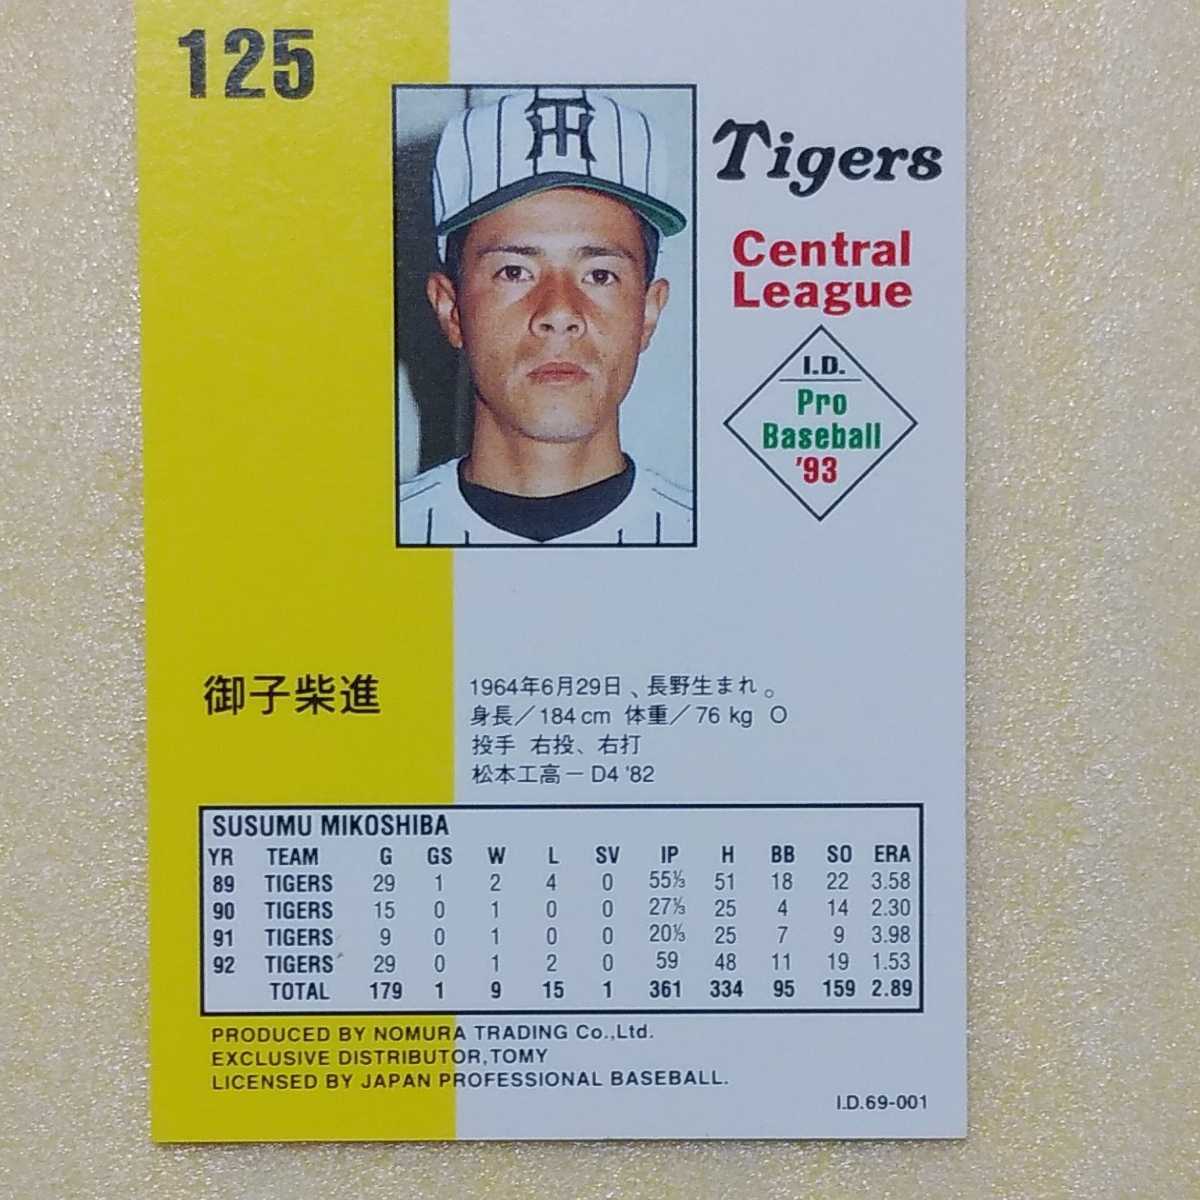 125
TH
Tigers
Central
League
I.D.
Pro
Baseball
'93
御子柴進
1964年6月29日、長野生まれ。
身長／184cm 体重／76kg O
投手 右投、右打
松本工高－D4 '82
SUSUMU MIKOSHIBA
YR TEAM G GS W L SV IP H BB SO ERA
89 TIGERS 29 1 2 4 0 55⅓ 51 18 22 3.58
90 TIGERS 15 0 1 0 0 27⅓ 25 4 14 2.30
91 TIGERS 9 0 1 0 0 20⅓ 25 7 9 3.98
92 TIGERS 29 0 1 2 0 59 48 11 19 1.53
TOTAL 179 1 9 15 1 361 334 95 159 2.89
PRODUCED BY NOMURA TRADING Co.,Ltd.
EXCLUSIVE DISTRIBUTOR,TOMY
LICENSED BY JAPAN PROFESSIONAL BASEBALL.
I.D.69-001